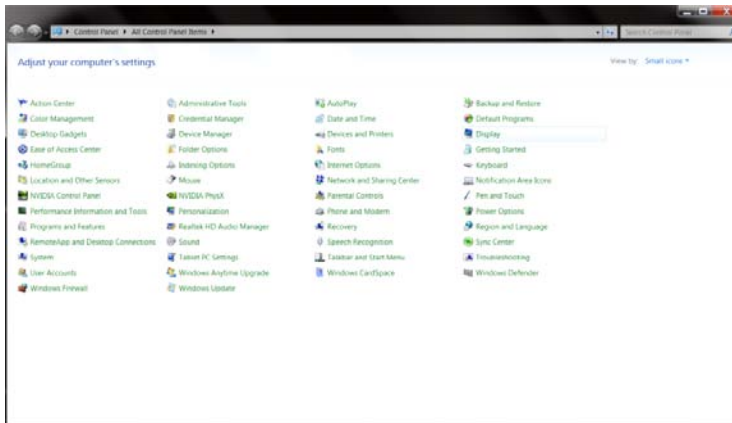 Control Panel All Control Panel Items
Search Control Panel
Adjust your computer's settings
View by: Small icons
Action Center Administrative Tools AutoPlay Backup and Restore
Color Management Credential Manager Date and Time Default Programs
Desktop Gadgets Device Manager Devices and Printers Display
Ease of Access Center Folder Options Fonts Getting Started
HomeGroup Indexing Options Internet Options Keyboard
Location and Other Sensors Mouse Network and Sharing Center Notification Area Icons
NVIDIA Control Panel NVIDIA PhysX Parental Controls Pen and Touch
Performance Information and Tools Personalization Phone and Modem Power Options
Programs and Features Realtek HD Audio Manager Recovery Region and Language
RemoteApp and Desktop Connections Sound Speech Recognition Sync Center
System Tablet PC Settings Taskbar and Start Menu Troubleshooting
User Accounts Windows Anytime Upgrade Windows CardSpace Windows Defender
Windows Firewall Windows Update